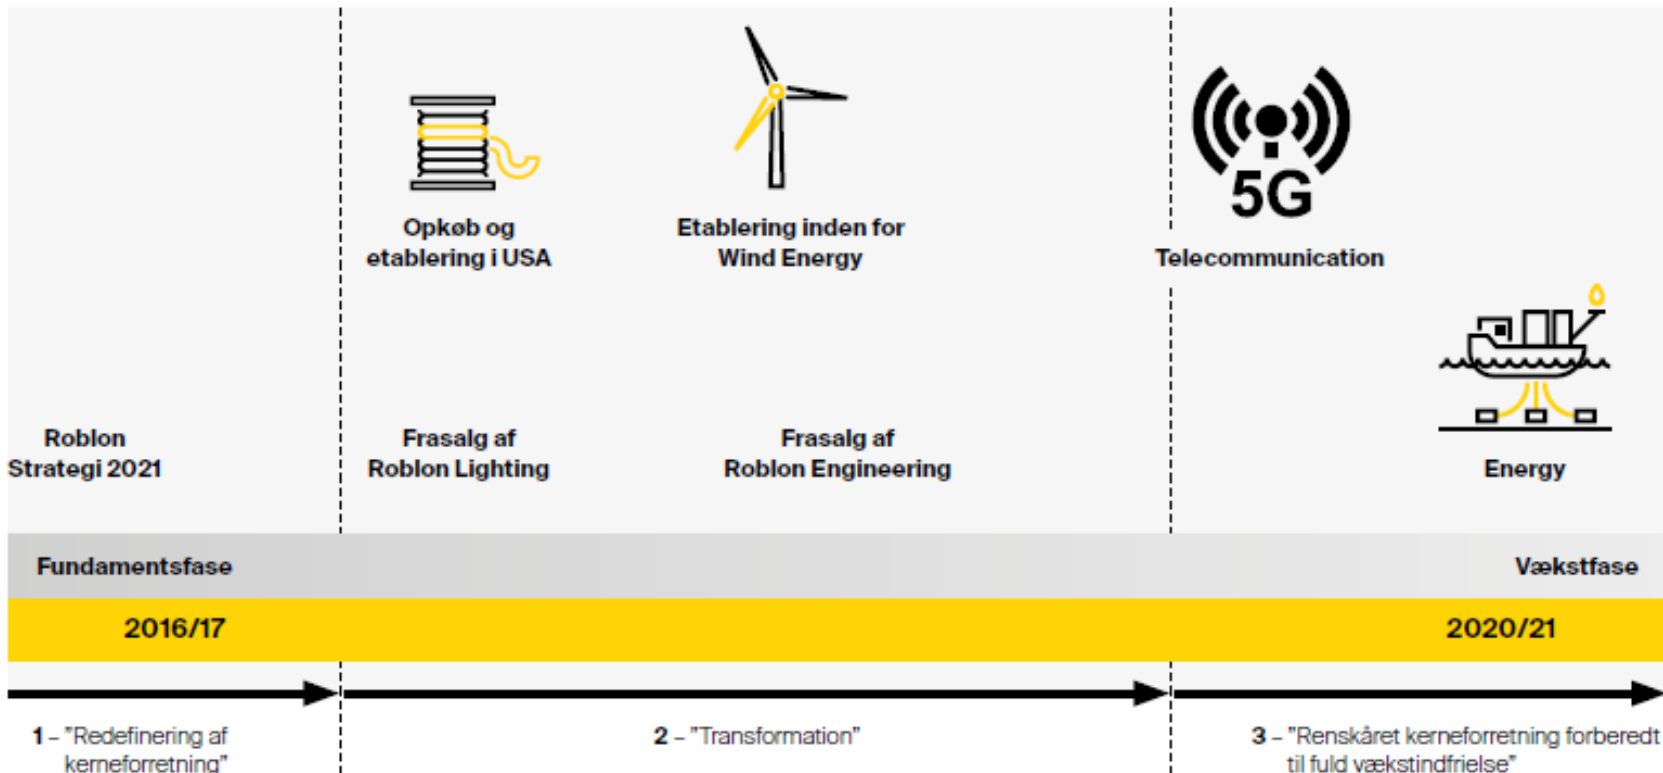 5G
Opkøb og
etablering i USA
Etablering inden for
Wind Energy
Telecommunication
Roblon
Strategi 2021
Frasalg af
Roblon Lighting
Frasalg af
Roblon Engineering
Energy
Fundamentsfase
Vækstfase
2016/17
2020/21
1 – ”Redefinering af
kerneforretning”
2 – ”Transformation”
3 – ”Renskåret kerneforretning forberedt
til fuld vækstindfrielse”